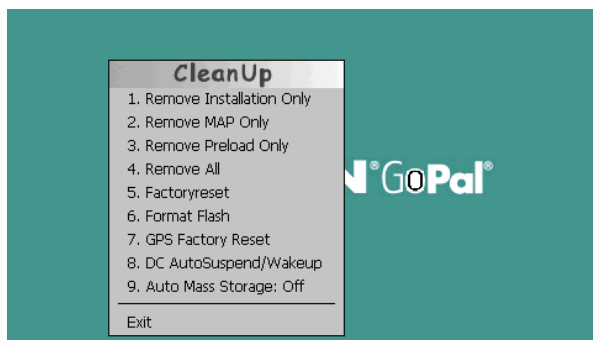 CleanUp
1. Remove Installation Only
2. Remove MAP Only
3. Remove Preload Only
4. Remove All
5. Factoryreset
6. Format Flash
N®GoPal®
7. GPS Factory Reset
8. DC AutoSuspend/Wakeup
9. Auto Mass Storage: Off
Exit